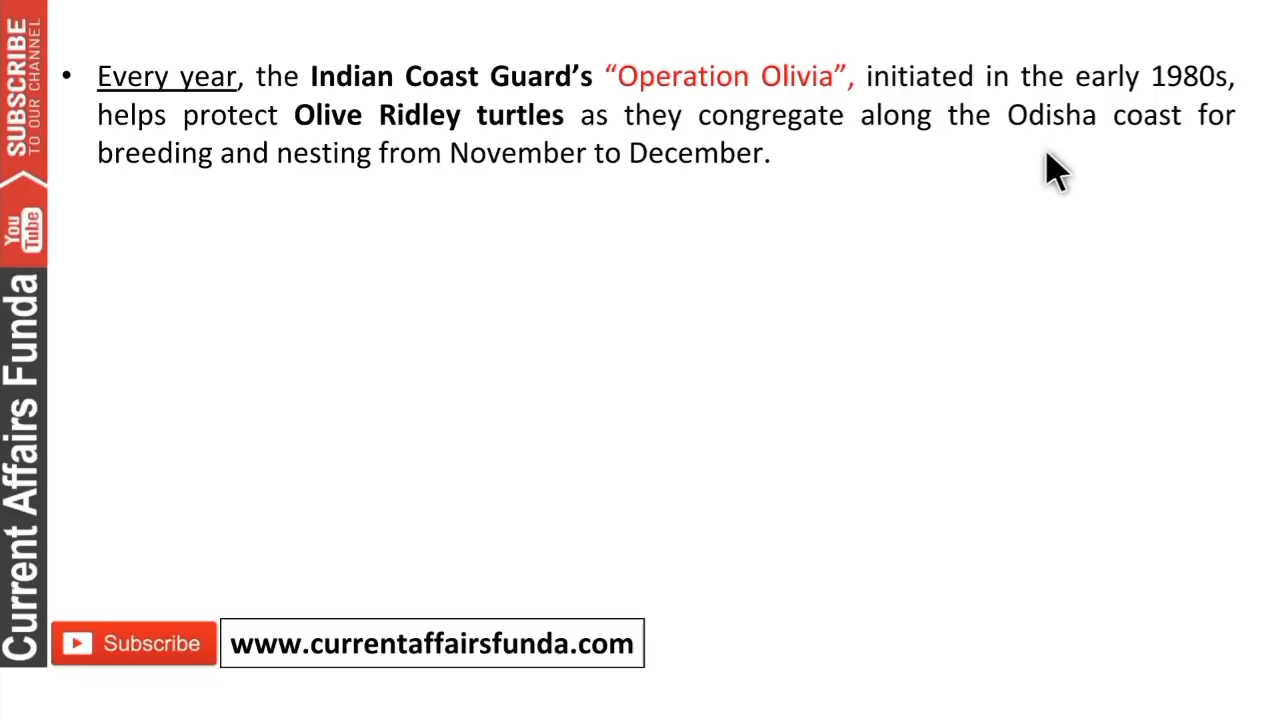 • Every year, the Indian Coast Guard’s “Operation Olivia”, initiated in the early 1980s,
helps protect Olive Ridley turtles as they congregate along the Odisha coast for
breeding and nesting from November to December.
SUBSCRIBE
TO OUR CHANNEL
You
Tube
Current Affairs Funda
Subscribe
www.currentaffairsfunda.com